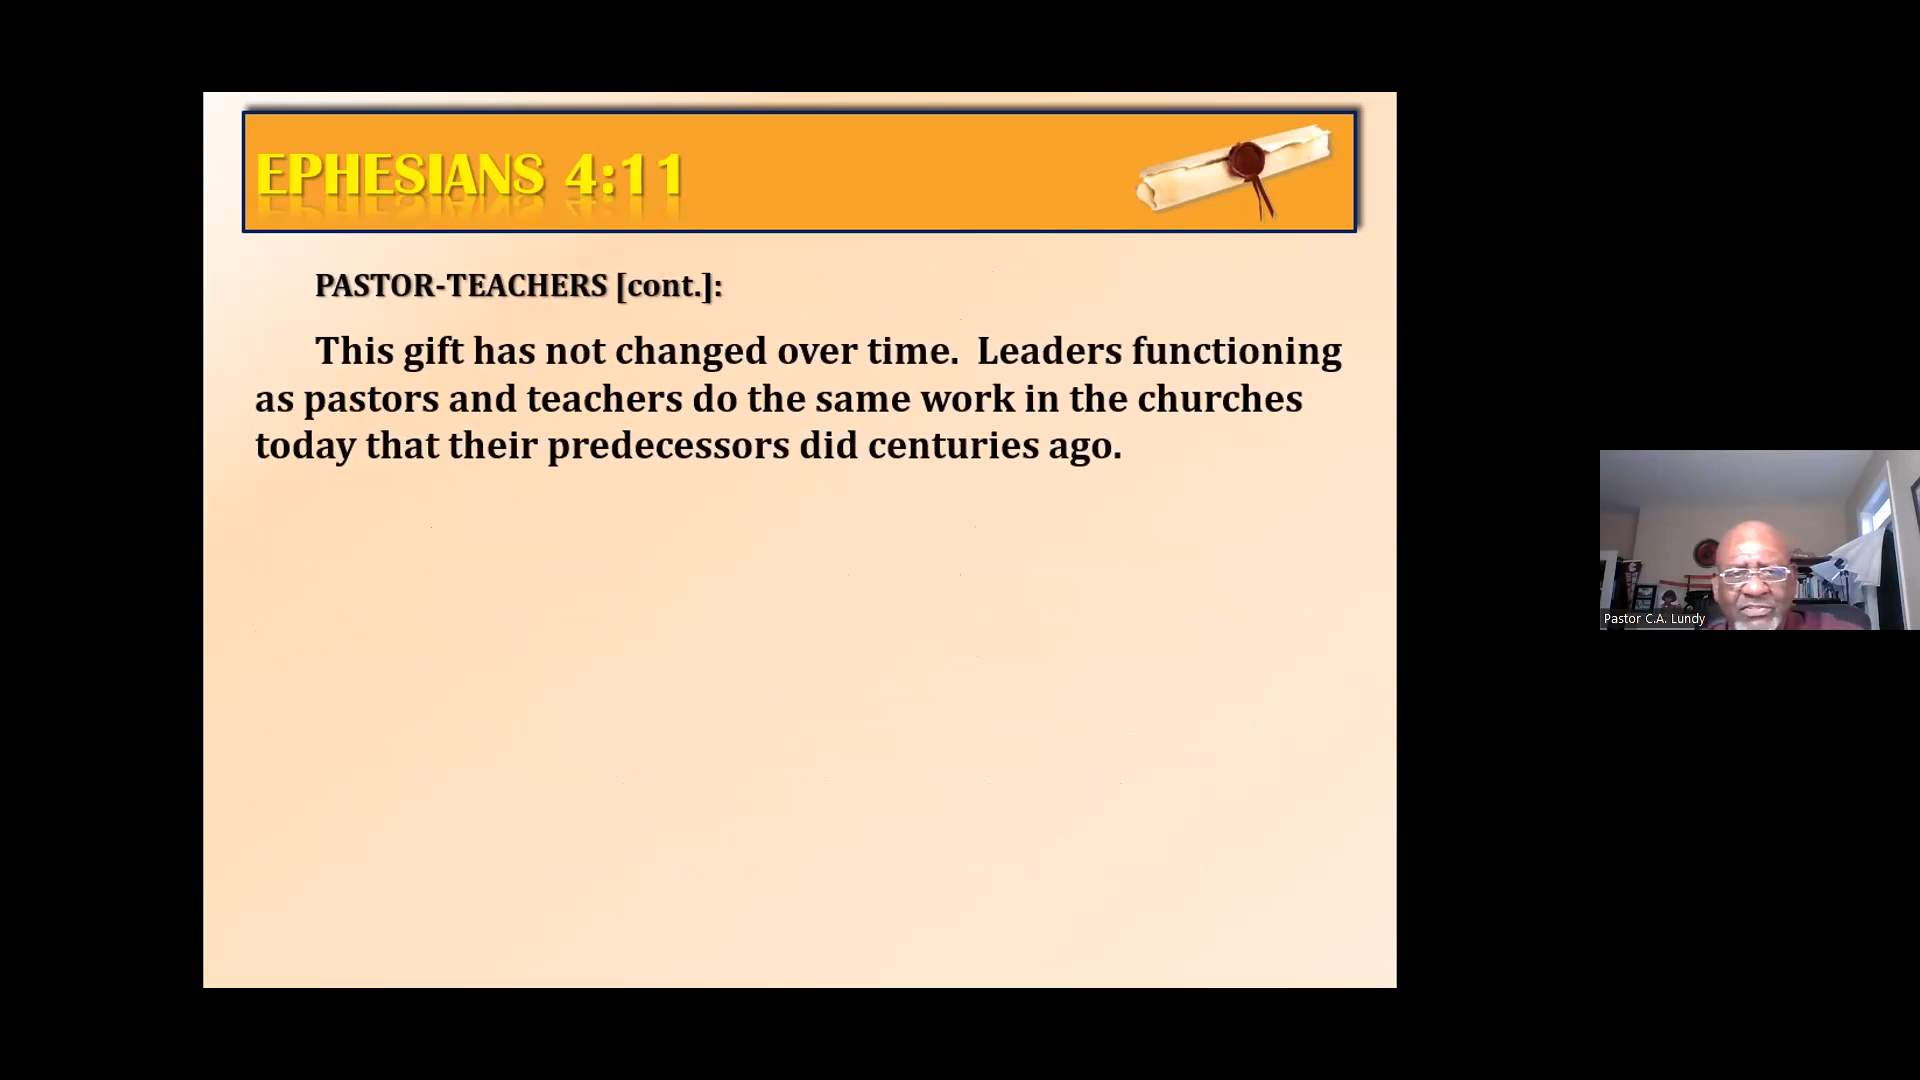 EPHESIANS 4:11
PASTOR-TEACHERS [cont.]:
This gift has not changed over time.  Leaders functioning
as pastors and teachers do the same work in the churches
today that their predecessors did centuries ago.
Pastor C.A. Lundy